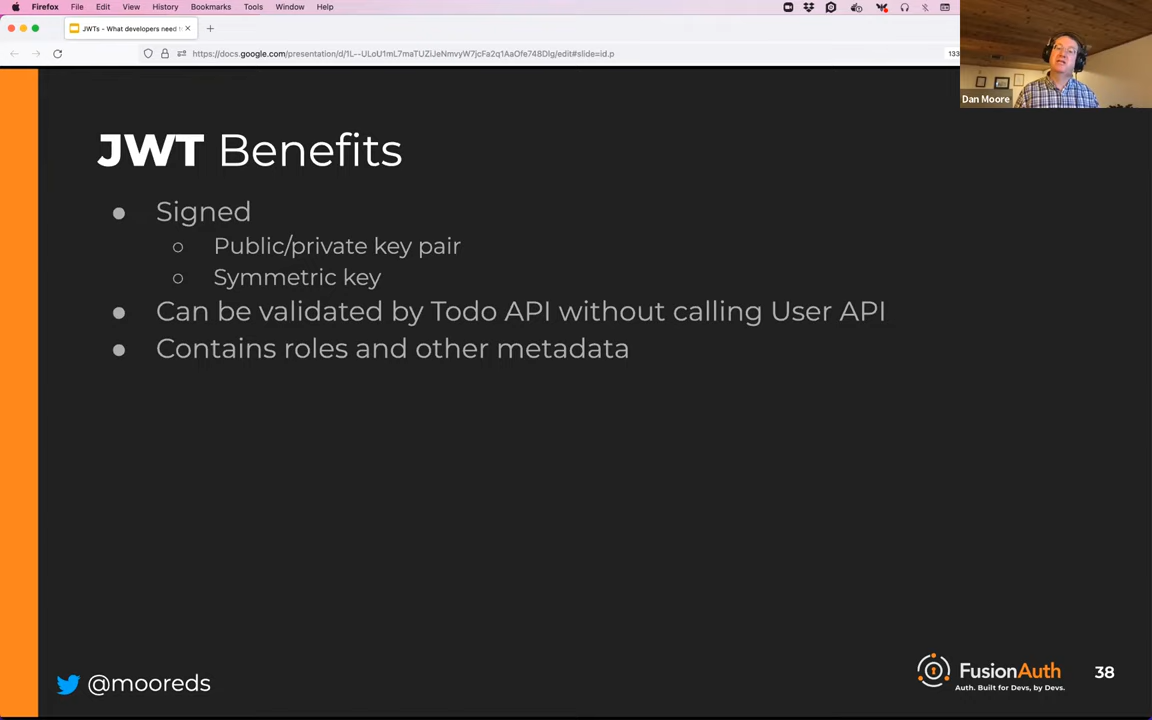 Firefox File Edit View History Bookmarks Tools Window Help
JWTs - What developers need
https://docs.google.com/presentation/d/1L--ULoU1mL7maTUZiJeNmvyW7jcFa2q1AaOfe748DIg/edit#slide=id.p
133
Dan Moore
JWT Benefits
● Signed
○ Public/private key pair
○ Symmetric key
● Can be validated by Todo API without calling User API
● Contains roles and other metadata
@mooreds
FusionAuth
Auth. Built for Devs, by Devs.
38